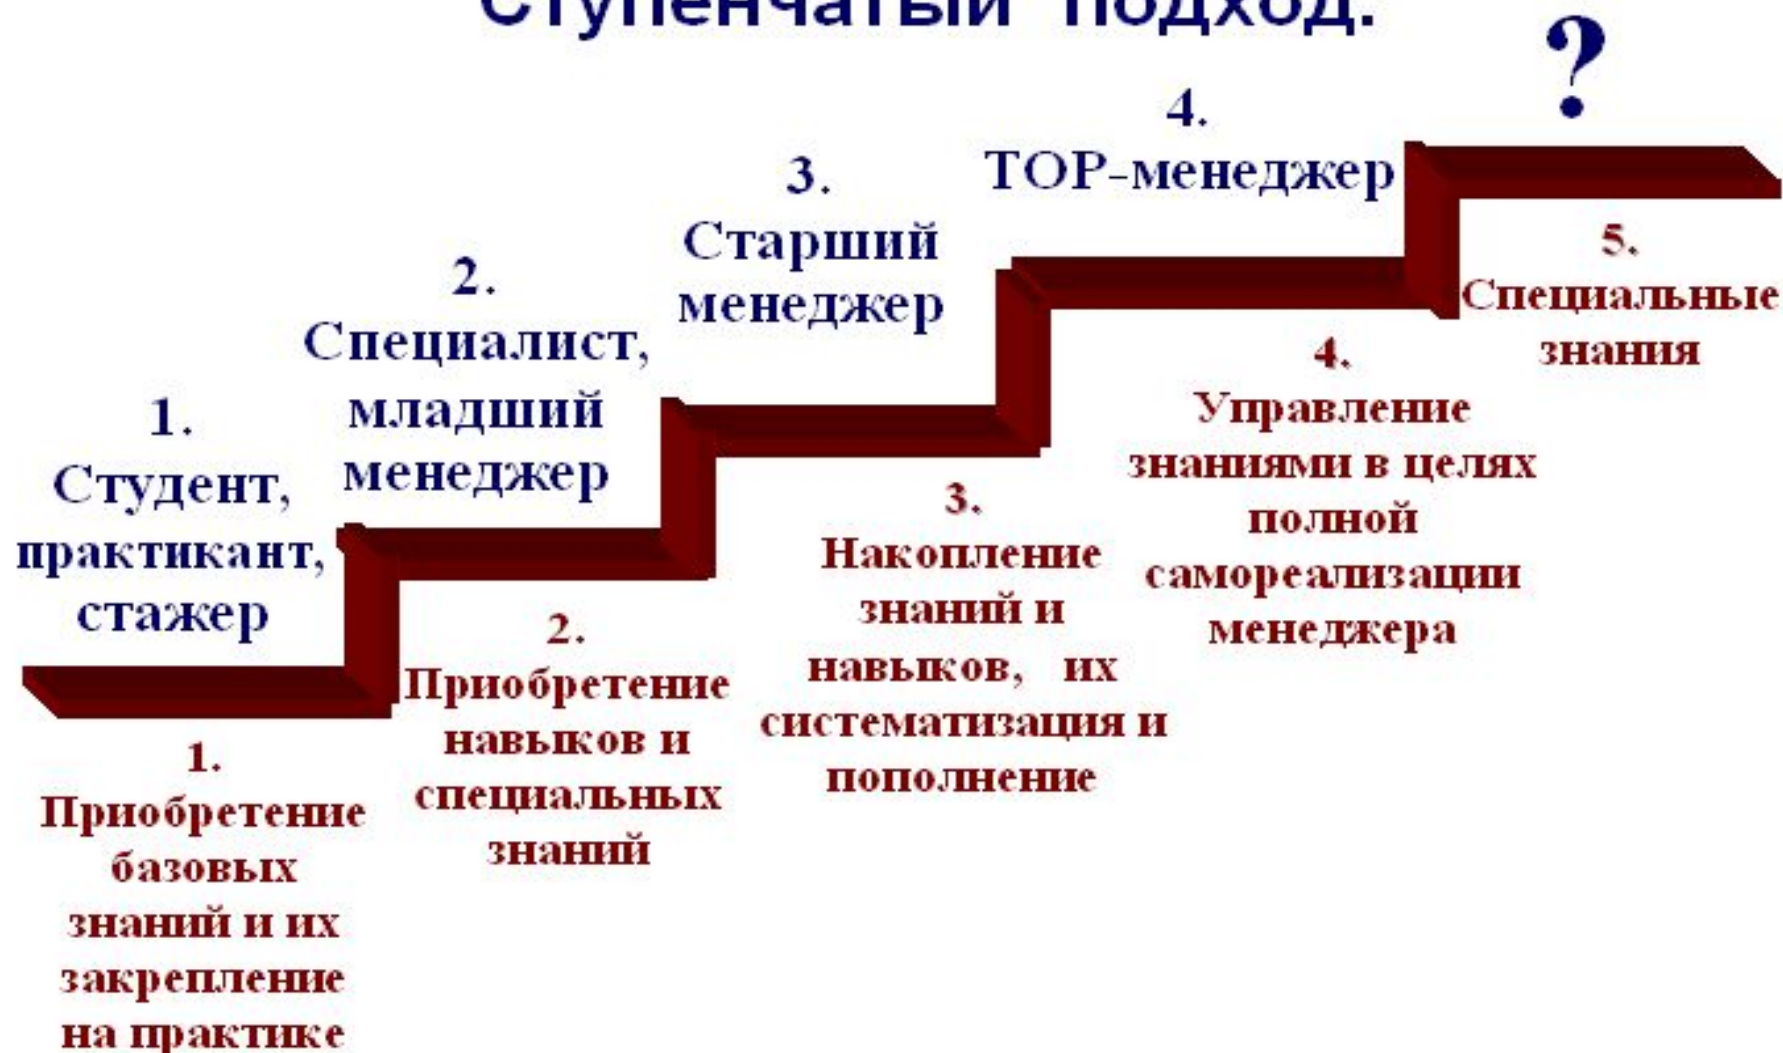 Ступенчатый подход.
?
4.
ТОР-менеджер
3.
Старший
менеджер
2.
Специалист,
младший
менеджер
1.
Студент,
практикант,
стажер
5.
Специальные
знания
4.
Управление
знаниями в целях
полной
самореализации
менеджера
3.
Накопление
знаний и
навыков, их
систематизация и
пополнение
2.
Приобретение
навыков и
специальных
знаний
1.
Приобретение
базовых
знаний и их
закрепление
на практике